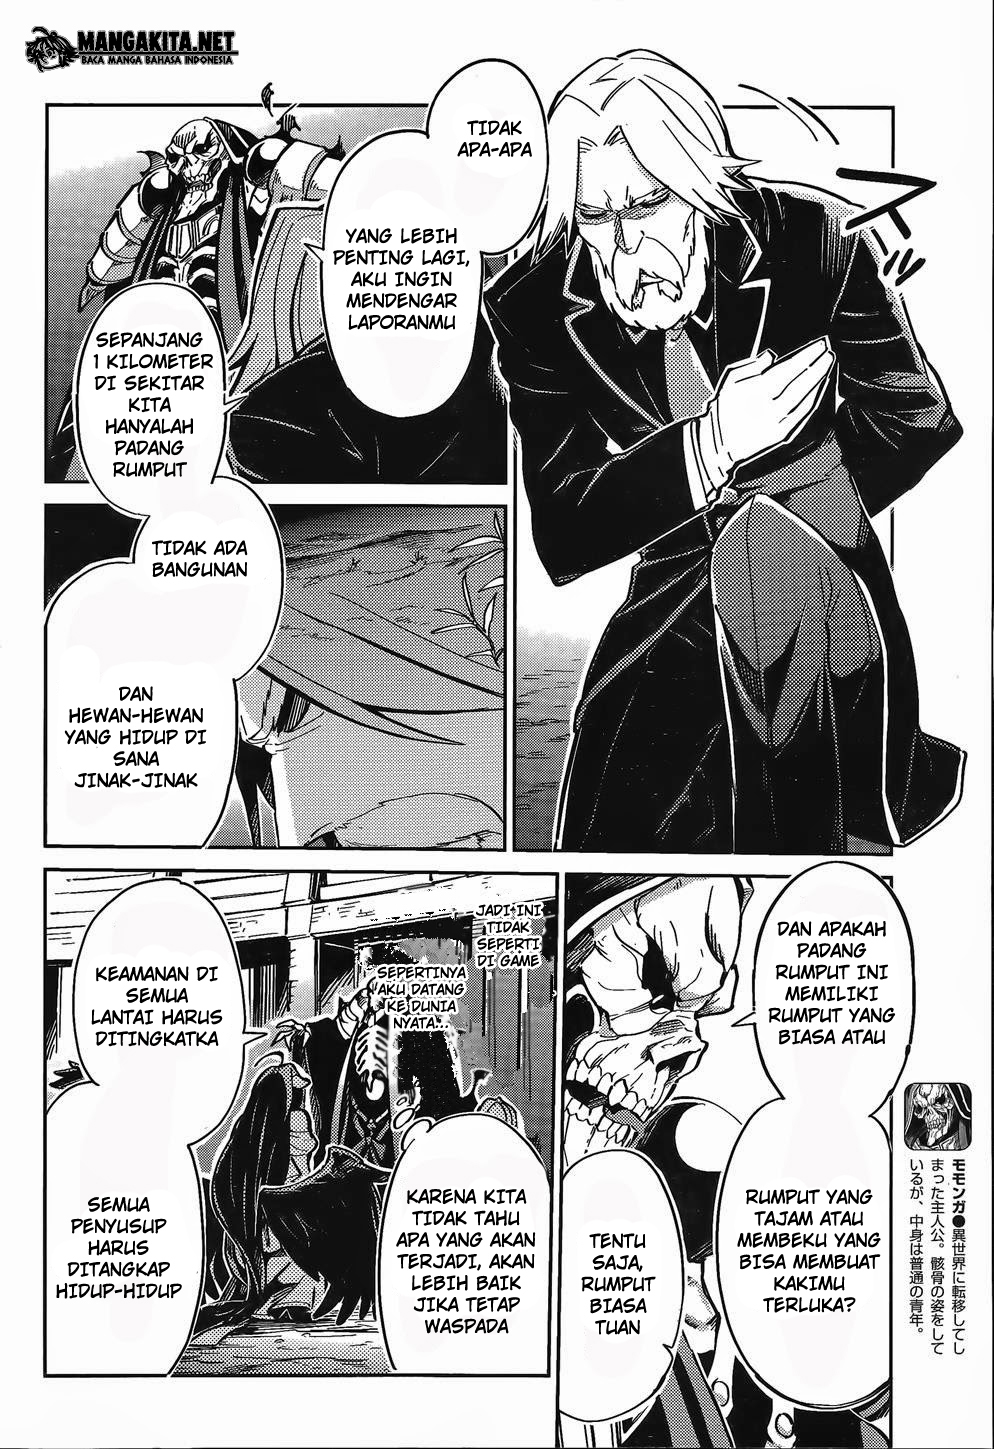 MANGAKITA.NET
BACA MANGA BAHASA INDONESIA
TIDAK
APA-APA
YANG LEBIH
PENTING LAGI,
AKU INGIN
MENDENGAR
LAPORANMU
SEPANJANG
1 KILOMETER
DI SEKITAR
KITA
HANYALAH
PADANG
RUMPUT
TIDAK ADA
BANGUNAN
DAN
HEWAN-HEWAN
YANG HIDUP DI
SANA
JINAK-JINAK
DAN APAKAH
PADANG
RUMPUT INI
MEMILIKI
RUMPUT YANG
BIASA ATAU
RUMPUT YANG
TAJAM ATAU
MEMBEKU YANG
BISA MEMBUAT
KAKIMU
TERLUKA?
TENTU
SAJA,
RUMPUT
BIASA
TUAN
JADI INI
TIDAK
SEPERTI
DI GAME
SEPERTINYA
AKU DATANG
KE DUNIA
NYATA...
KEAMANAN DI
SEMUA
LANTAI HARUS
DITINGKATKA
KARENA KITA
TIDAK TAHU
APA YANG AKAN
TERJADI, AKAN
LEBIH BAIK
JIKA TETAP
WASPADA
SEMUA
PENYUSUP
HARUS
DITANGKAP
HIDUP-HIDUP
モモンガ●異世界に転移してし
まった主人公。骸骨の姿をして
いるが、中身は普通の青年。